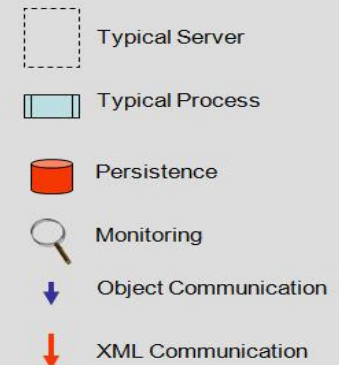 Typical Server
Typical Process
Persistence
Monitoring
Object Communication
XML Communication